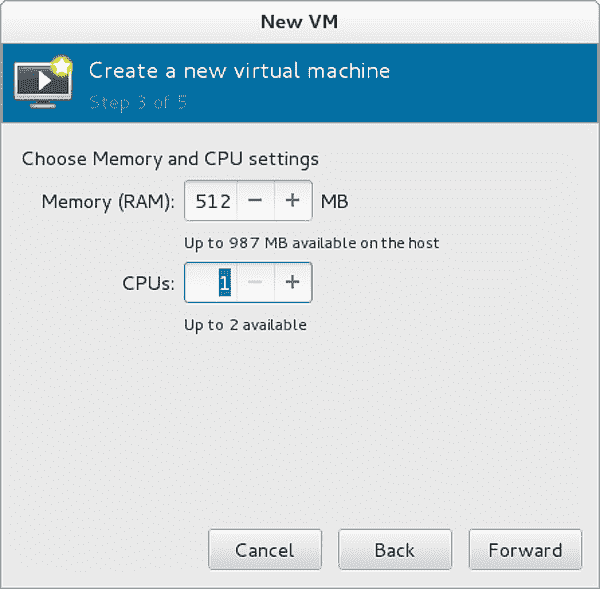 New VM
Create a new virtual machine
Step 3 of 5
Choose Memory and CPU settings
Memory (RAM): 512 − + MB
Up to 987 MB available on the host
CPUs: 1 − +
Up to 2 available
Cancel Back Forward